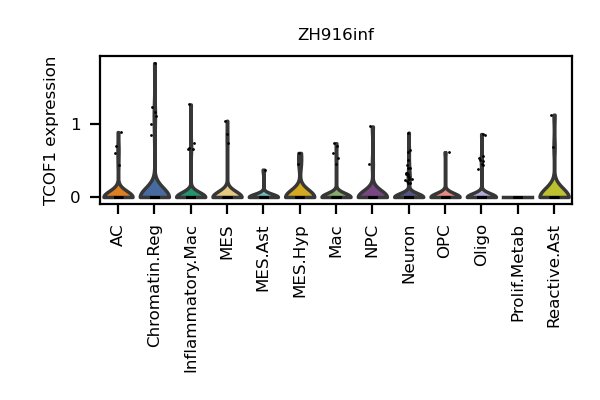 ZH916inf
TCOF1 expression
1
0
AC
Chromatin.Reg
Inflammatory.Mac
MES
MES.Ast
MES.Hyp
Mac
NPC
Neuron
OPC
Oligo
Prolif.Metab
Reactive.Ast